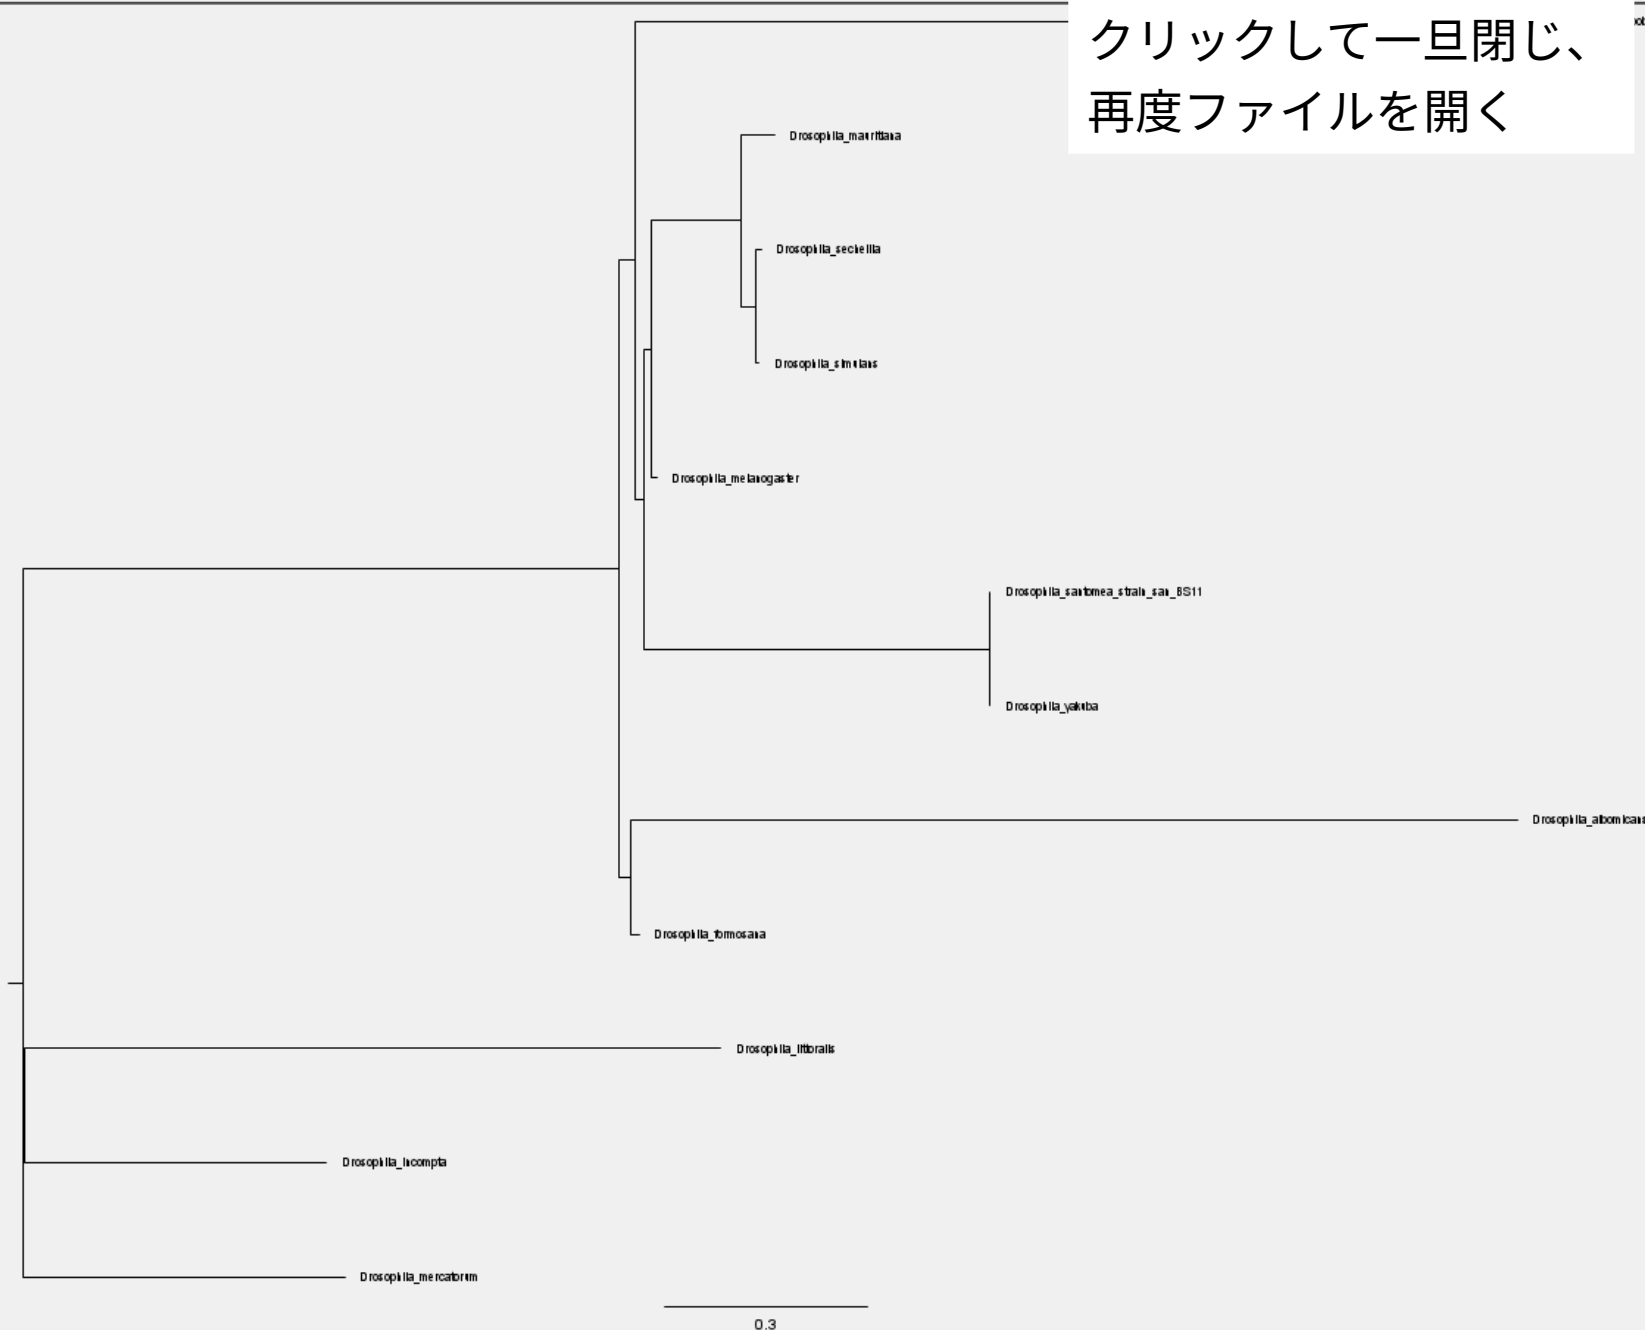 クリックして一旦閉じ、
再度ファイルを開く
Drosophila_mauritiana
Drosophila_sechellia
Drosophila_simulans
Drosophila_melanogaster
Drosophila_santomea_strain_san_BS11
Drosophila_yakuba
Drosophila_albomicans
Drosophila_formosana
Drosophila_littoralis
Drosophila_incompta
Drosophila_mercatorum
0.3